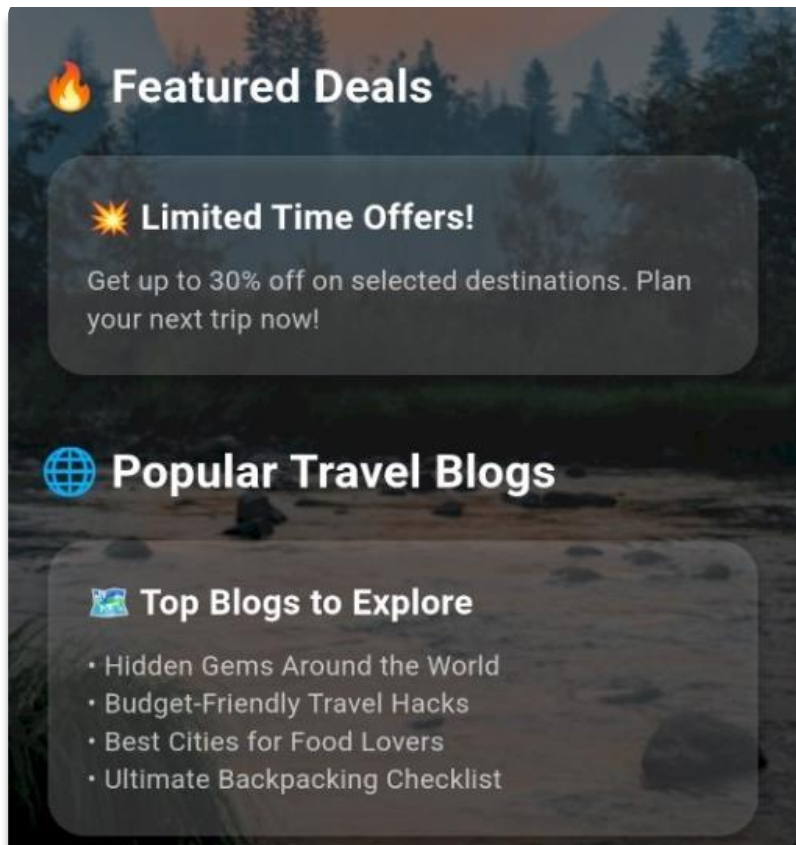 🔥 Featured Deals
💥 Limited Time Offers!
Get up to 30% off on selected destinations. Plan
your next trip now!
🌐 Popular Travel Blogs
🗺️ Top Blogs to Explore
• Hidden Gems Around the World
• Budget-Friendly Travel Hacks
• Best Cities for Food Lovers
• Ultimate Backpacking Checklist